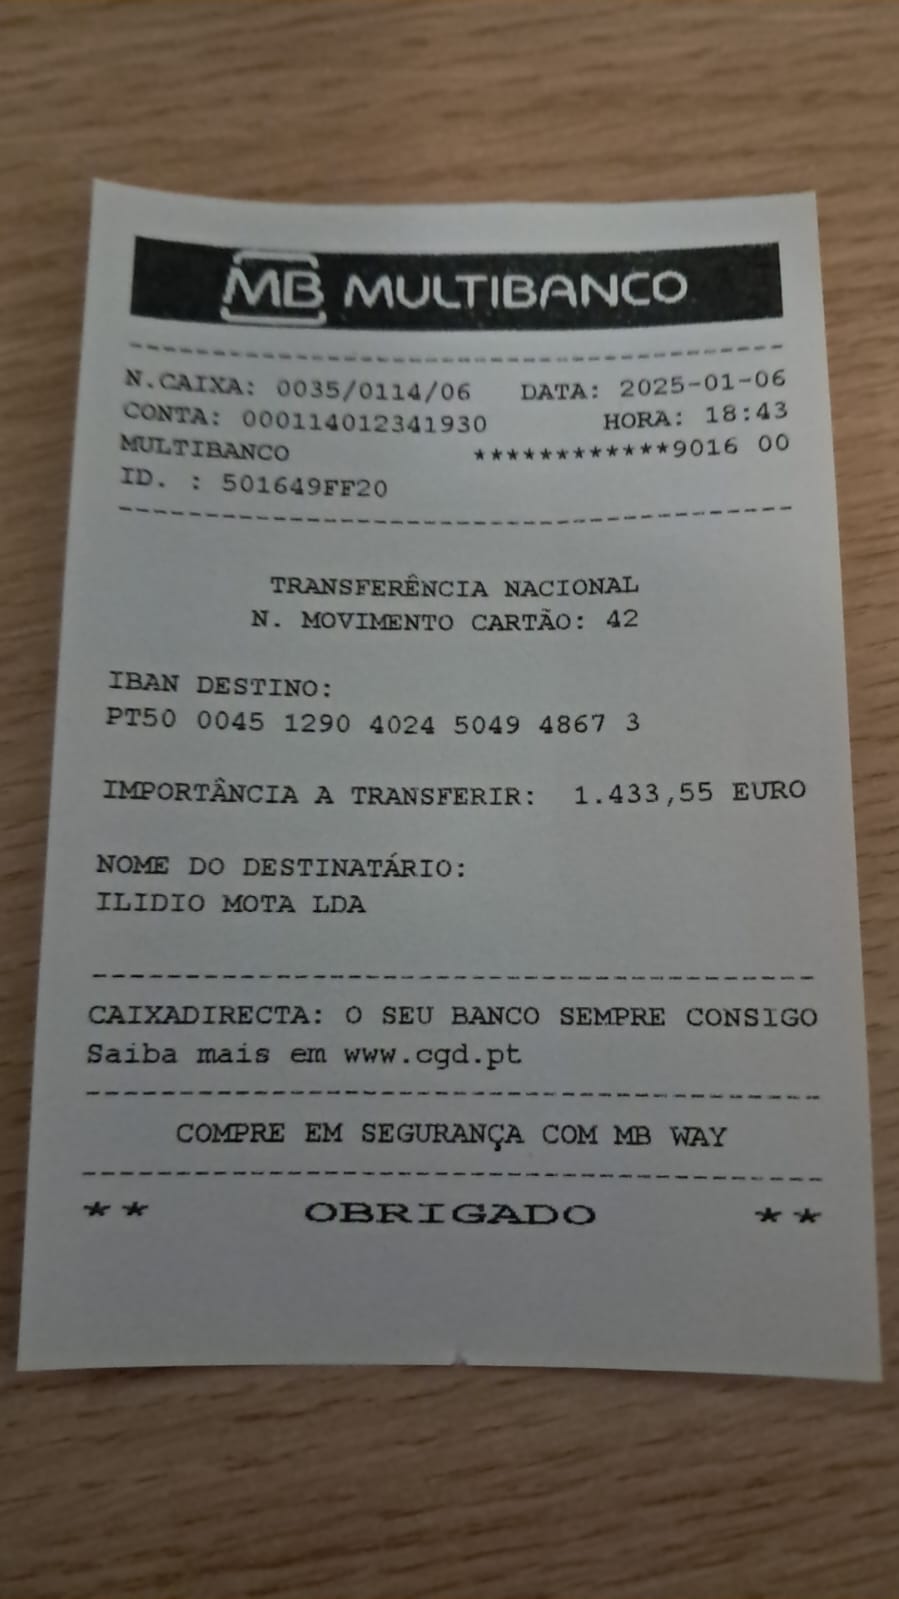 MB MULTIBANCO
N.CAIXA: 0035/0114/06 DATA: 2025-01-06
CONTA: 000114012341930 HORA: 18:43
MULTIBANCO ************9016 00
ID. : 501649FF20
TRANSFERÊNCIA NACIONAL
N. MOVIMENTO CARTÃO: 42
IBAN DESTINO:
PT50 0045 1290 4024 5049 4867 3
IMPORTÂNCIA A TRANSFERIR: 1.433,55 EURO
NOME DO DESTINATÁRIO:
ILIDIO MOTA LDA
CAIXADIRECTA: O SEU BANCO SEMPRE CONSIGO
Saiba mais em www.cgd.pt
COMPRE EM SEGURANÇA COM MB WAY
** OBRIGADO **